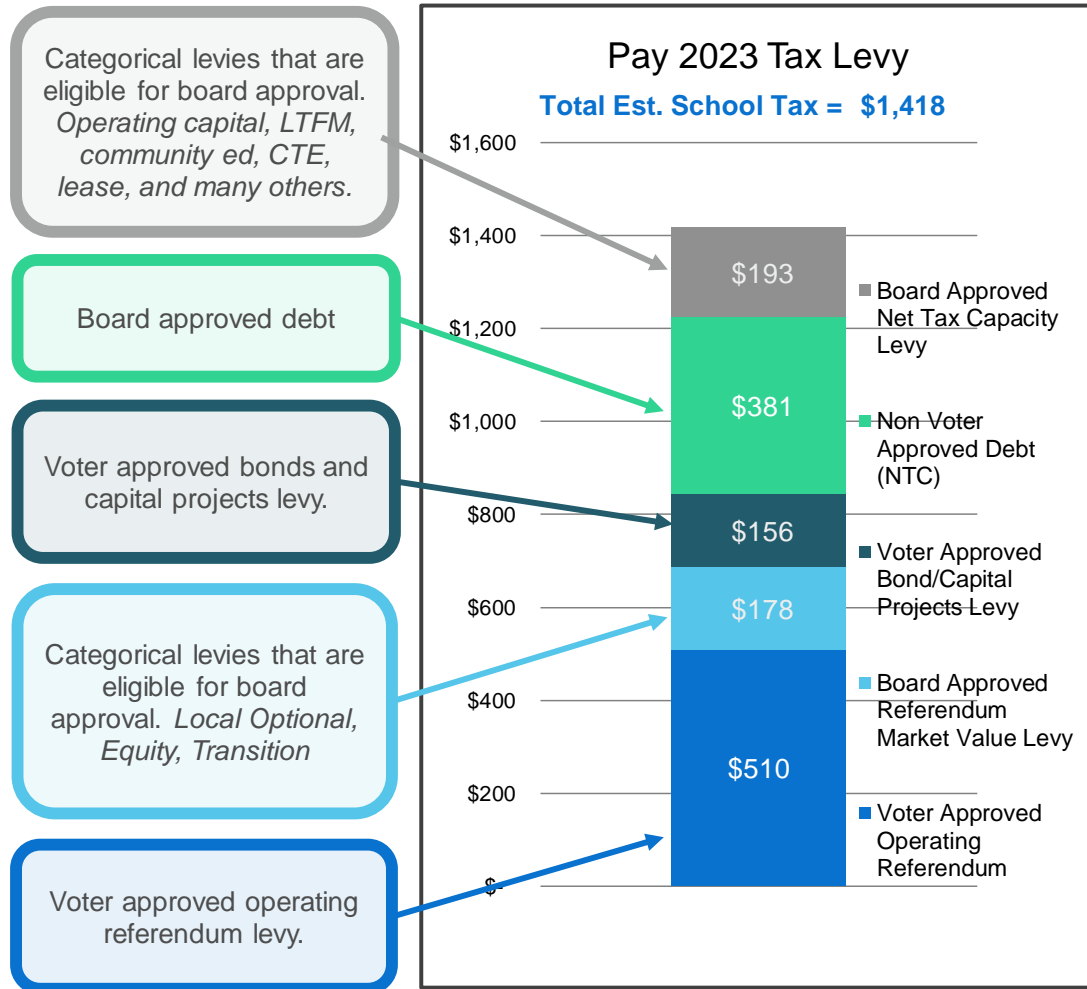 Categorical levies that are
eligible for board approval.
Operating capital, LTFM,
community ed, CTE,
lease, and many others.
Board approved debt
Voter approved bonds and
capital projects levy.
Categorical levies that are
eligible for board
approval. Local Optional,
Equity, Transition
Voter approved operating
referendum levy.
Pay 2023 Tax Levy
Total Est. School Tax = $1,418
$1,600
$1,400
$1,200
$1,000
$800
$600
$400
$200
$-
$193
$381
$156
$178
$510
Board Approved
Net Tax Capacity
Levy
Non Voter
Approved Debt
(NTC)
Voter Approved
Bond/Capital
Projects Levy
Board Approved
Referendum
Market Value Levy
Voter Approved
Operating
Referendum